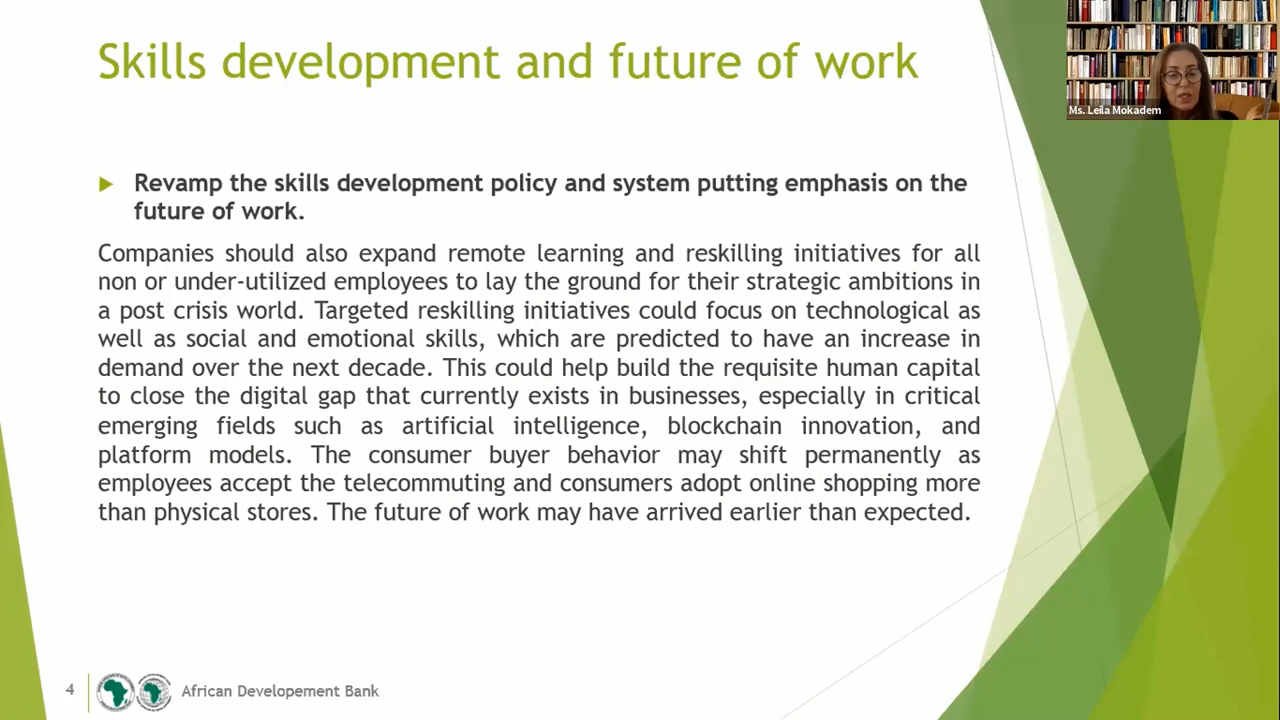 Skills development and future of work
Ms. Leila Mokadem
Revamp the skills development policy and system putting emphasis on the
future of work.
Companies should also expand remote learning and reskilling initiatives for all
non or under-utilized employees to lay the ground for their strategic ambitions in
a post crisis world. Targeted reskilling initiatives could focus on technological as
well as social and emotional skills, which are predicted to have an increase in
demand over the next decade. This could help build the requisite human capital
to close the digital gap that currently exists in businesses, especially in critical
emerging fields such as artificial intelligence, blockchain innovation, and
platform models. The consumer buyer behavior may shift permanently as
employees accept the telecommuting and consumers adopt online shopping more
than physical stores. The future of work may have arrived earlier than expected.
4
African Developement Bank